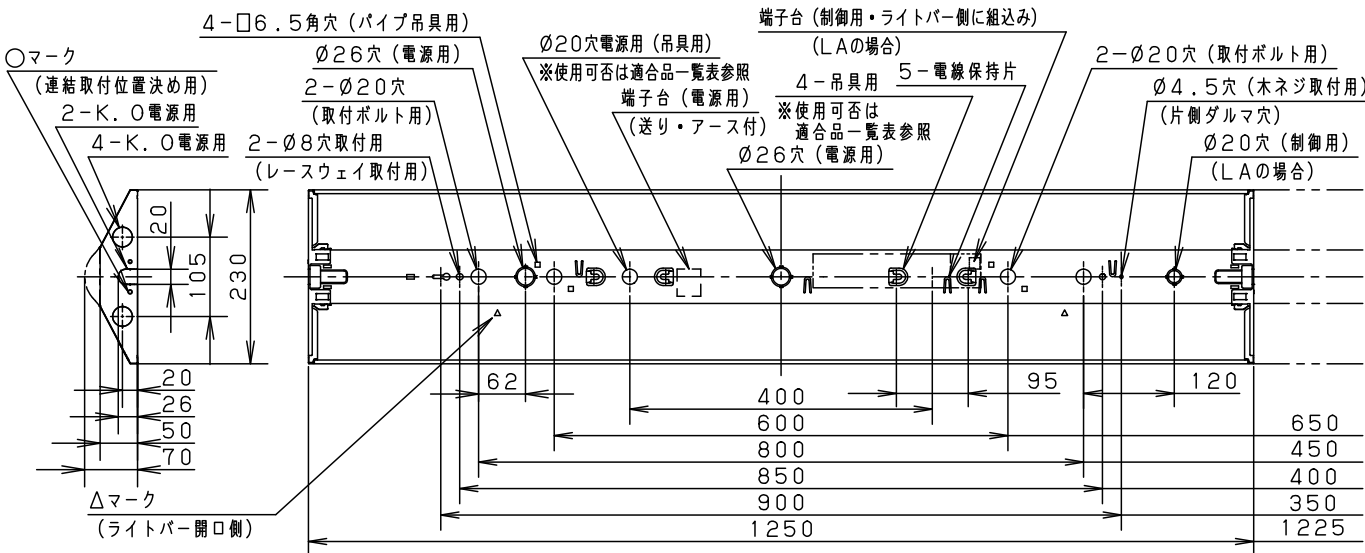 4-□6.5角穴(パイプ吊具用)
○マーク
(連結取付位置決め用)
2-K.O電源用
4-K.O電源用
Ø26穴(電源用)
2-Ø20穴
(取付ボルト用)
2-Ø8穴取付用
(レースウェイ取付用)
Ø20穴電源用(吊具用)
※使用可否は適合品一覧表参照
端子台(電源用)
(送り・アース付)
端子台(制御用・ライトバー側に組込み)
(LAの場合)
4-吊具用
※使用可否は
適合品一覧表参照
5-電線保持片
Ø26穴(電源用)
2-Ø20穴(取付ボルト用)
Ø4.5穴(木ネジ取付用)
(片側ダルマ穴)
Ø20穴(制御用)
(LAの場合)
20
105
230
20
26
50
70
62
400
95
120
600
650
800
450
850
400
900
350
1250
1225
△マーク
(ライトバー開口側)